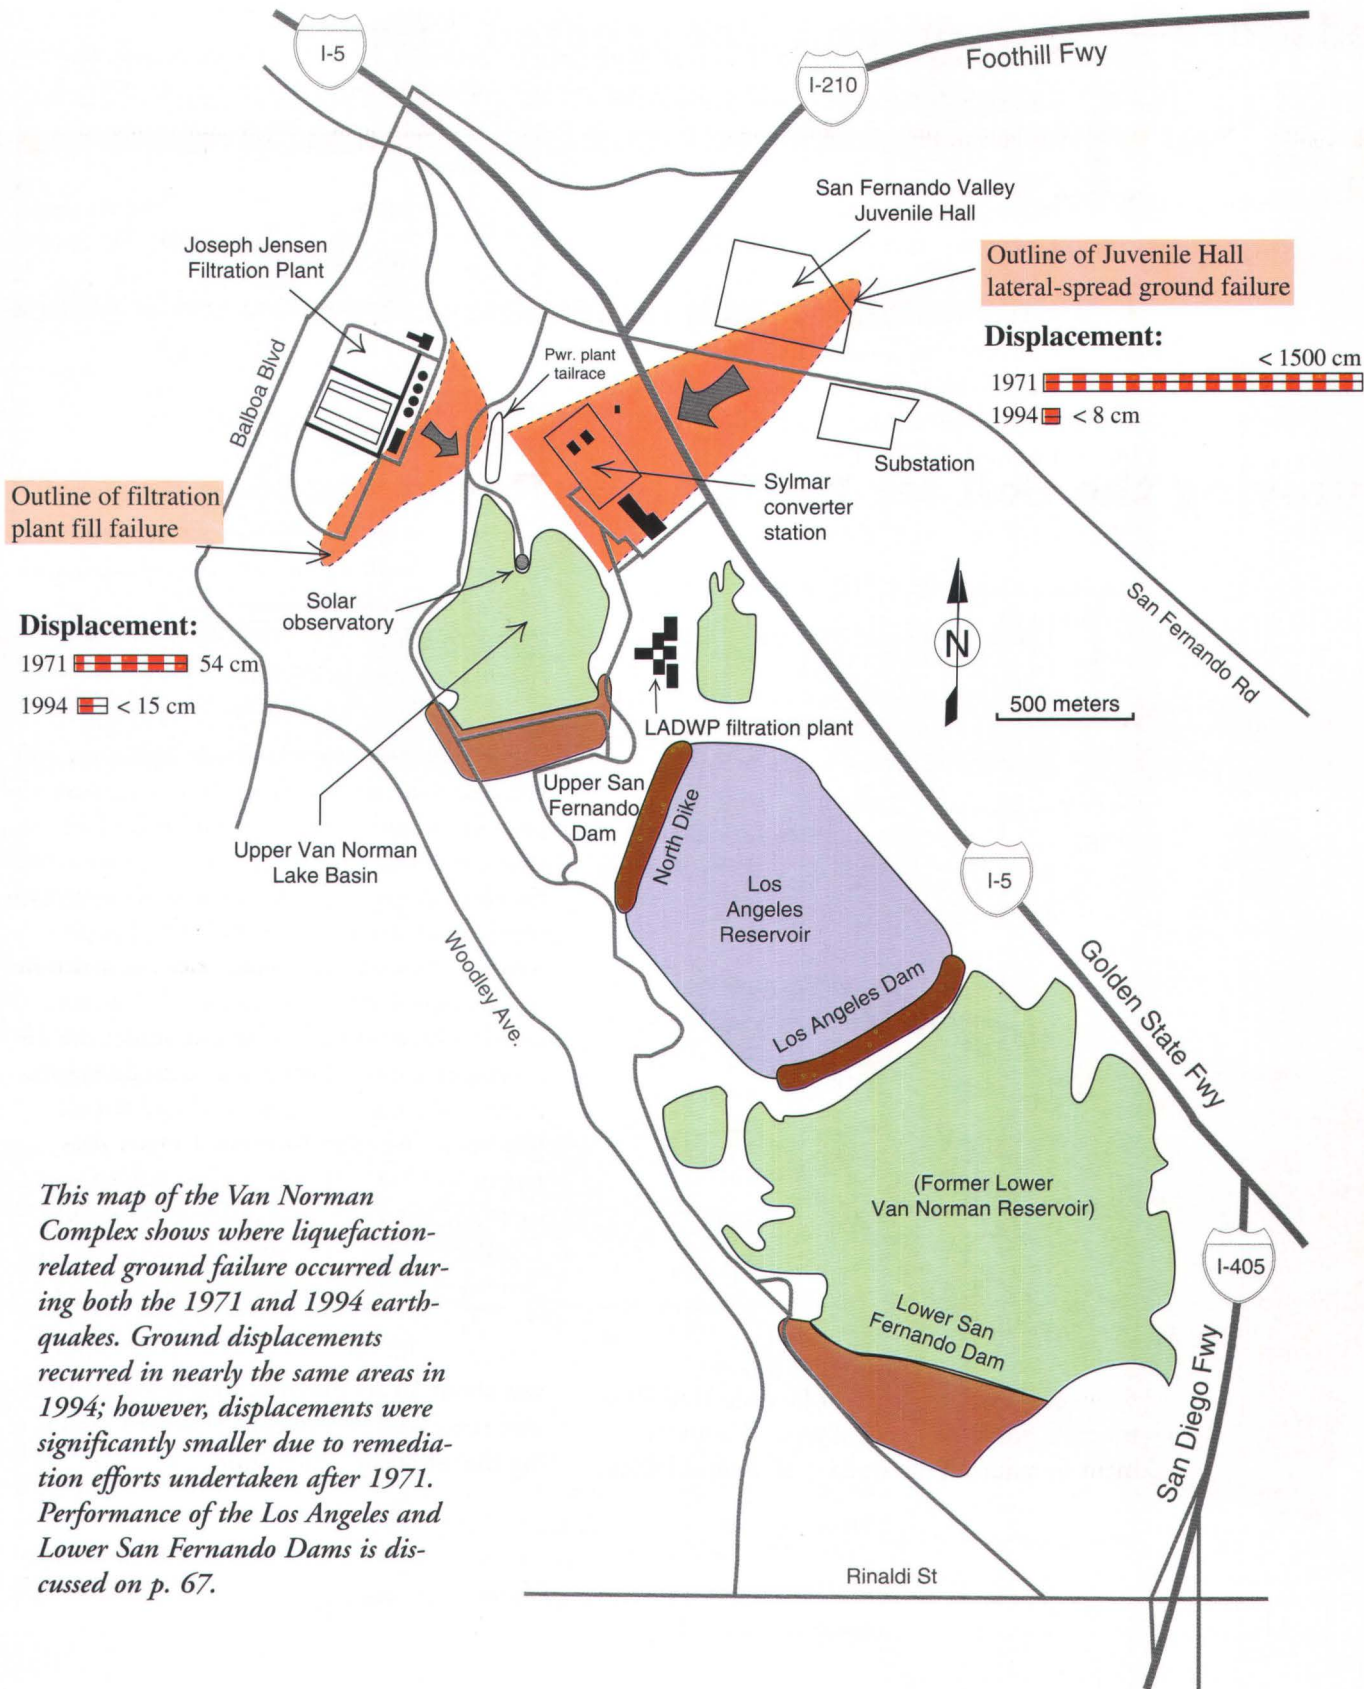 I-5
I-210
Foothill Fwy
San Fernando Valley
Juvenile Hall
Joseph Jensen
Filtration Plant
Outline of Juvenile Hall
lateral-spread ground failure
Displacement:
< 1500 cm
1971
1994 < 8 cm
Balboa Blvd
Pwr. plant
tailrace
Substation
Sylmar
converter
station
Outline of filtration
plant fill failure
Solar
observatory
San Fernando Rd
N
500 meters
Displacement:
1971 54 cm
1994 < 15 cm
LADWP filtration plant
Upper San
Fernando
Dam
North Dike
Upper Van Norman
Lake Basin
Los
Angeles
Reservoir
I-5
Golden State Fwy
Woodley Ave.
Los Angeles Dam
(Former Lower
Van Norman Reservoir)
I-405
Lower San
Fernando Dam
San Diego Fwy
This map of the Van Norman
Complex shows where liquefaction-
related ground failure occurred dur-
ing both the 1971 and 1994 earth-
quakes. Ground displacements
recurred in nearly the same areas in
1994; however, displacements were
significantly smaller due to remedia-
tion efforts undertaken after 1971.
Performance of the Los Angeles and
Lower San Fernando Dams is dis-
cussed on p. 67.
Rinaldi St